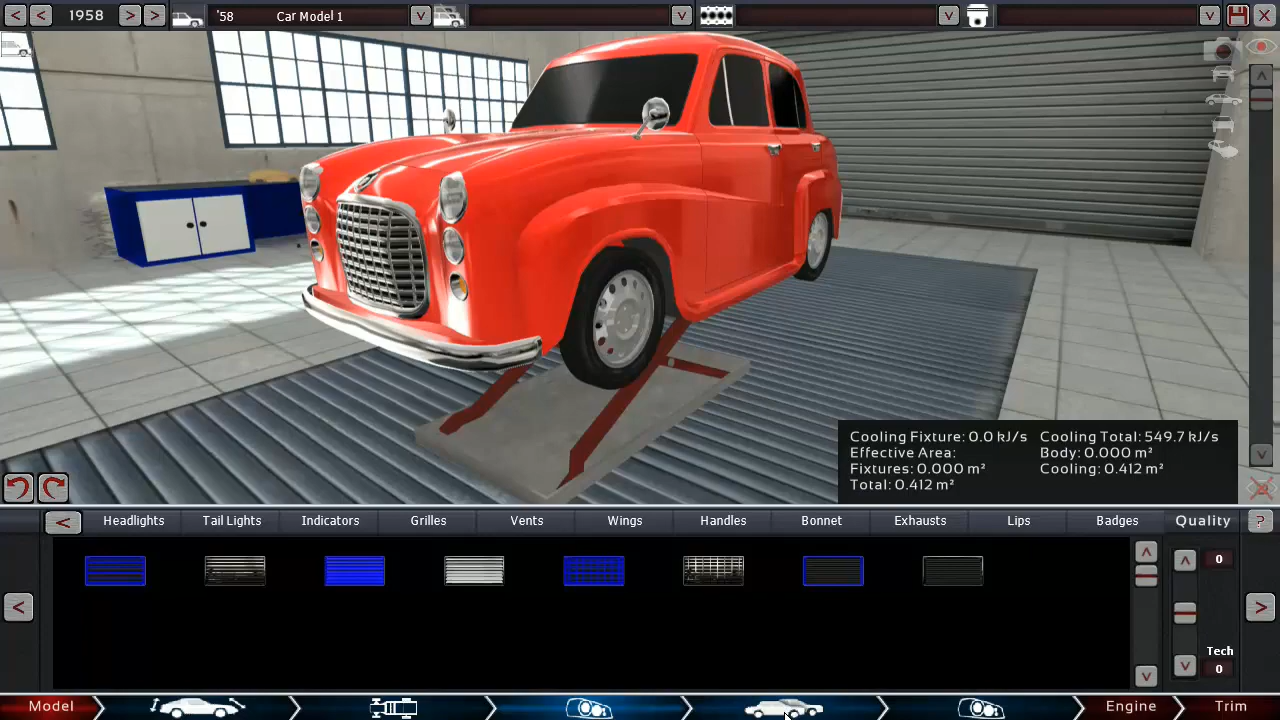 1958
'58 Car Model 1
Cooling Fixture: 0.0 kJ/s Cooling Total: 549.7 kJ/s
Effective Area: Body: 0.000 m²
Fixtures: 0.000 m² Cooling: 0.412 m²
Total: 0.412 m²
Headlights Tail Lights Indicators Grilles Vents Wings Handles Bonnet Exhausts Lips Badges Quality ?
0
Tech
0
Model Engine Trim